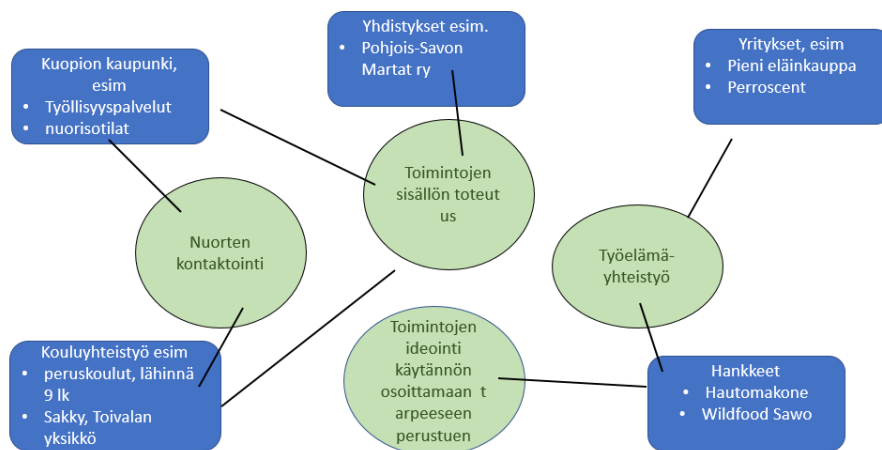 Kuopion kaupunki,
esim
• Työllisyyspalvelut
• nuorisotilat
Yhdistykset esim.
• Pohjois-Savon
Martat ry
Yritykset, esim
• Pieni eläinkauppa
• Perroscent
Toimintojen
sisällön toteut
us
Nuorten
kontaktointi
Työelämä-
yhteistyö
Kouluyhteistyö esim
• peruskoulut, lähinnä
9 lk
• Sakky, Toivalan
yksikkö
Toimintojen
ideointi
käytännön
osoittamaan t
arpeeseen
perustuen
Hankkeet
• Hautomakone
• Wildfood Sawo